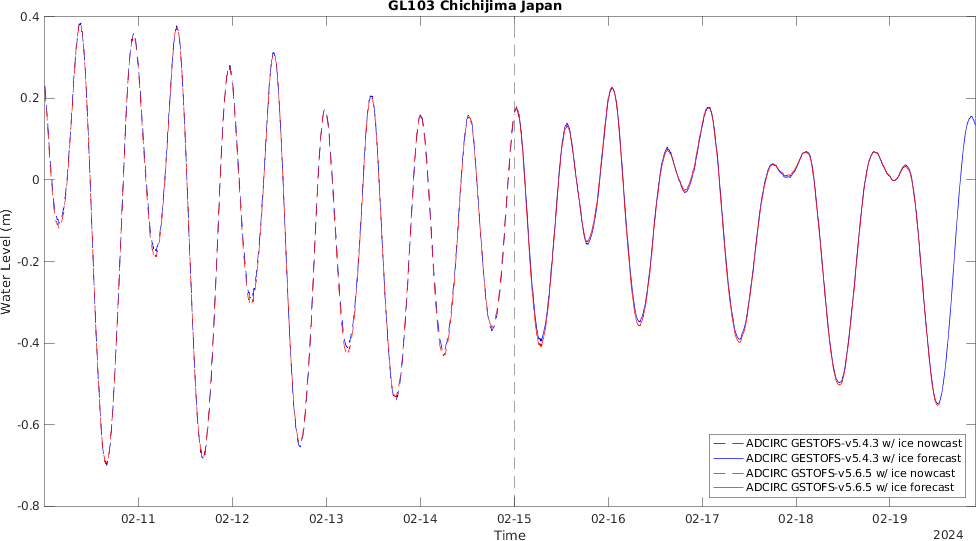 GL103 Chichijima Japan
0.4
0.2
0
-0.2
-0.4
-0.6
-0.8
Water Level (m)
ADCIRC GESTOFS-v5.4.3 w/ ice nowcast
ADCIRC GESTOFS-v5.4.3 w/ ice forecast
ADCIRC GSTOFS-v5.6.5 w/ ice nowcast
ADCIRC GSTOFS-v5.6.5 w/ ice forecast
02-11 02-12 02-13 02-14 02-15 02-16 02-17 02-18 02-19
Time
2024